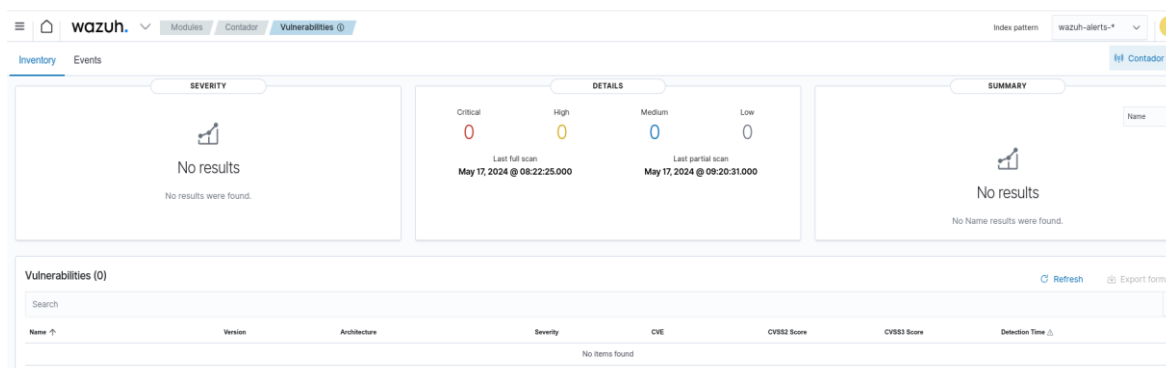 wazuh. Modules Contador Vulnerabilities Index pattern wazuh-alerts-*
Inventory Events Contador
SEVERITY
No results
No results were found.
DETAILS
Critical High Medium Low
0 0 0 0
Last full scan Last partial scan
May 17, 2024 @ 08:22:25.000 May 17, 2024 @ 09:20:31.000
SUMMARY
Name
No results
No Name results were found.
Vulnerabilities (0) Refresh Export forma
Search
Name ↑ Version Architecture Severity CVE CVSS2 Score CVSS3 Score Detection Time
No items found